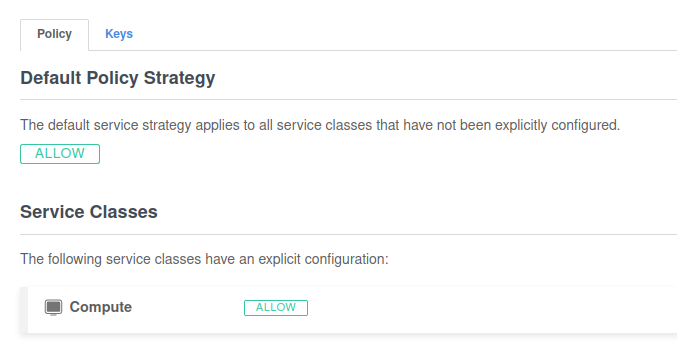 Policy Keys
Default Policy Strategy
The default service strategy applies to all service classes that have not been explicitly configured.
ALLOW
Service Classes
The following service classes have an explicit configuration:
Compute ALLOW